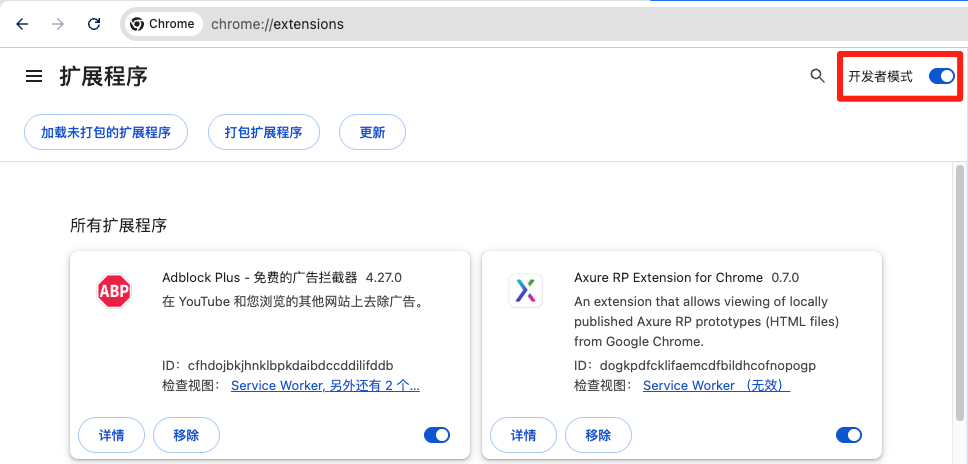 Chrome chrome://extensions
扩展程序
开发者模式
加载未打包的扩展程序 打包扩展程序 更新
所有扩展程序
ABP
Adblock Plus - 免费的广告拦截器 4.27.0
在 YouTube 和您浏览的其他网站上去除广告。
ID：cfhdojbkjhnklbpkdaibdccddilifddb
检查视图： Service Worker, 另外还有 2 个…
详情 移除
Axure RP Extension for Chrome 0.7.0
An extension that allows viewing of locally
published Axure RP prototypes (HTML files)
from Google Chrome.
ID：dogkpdfcklifaemcdfbildhcofnopogp
检查视图： Service Worker （无效）
详情 移除